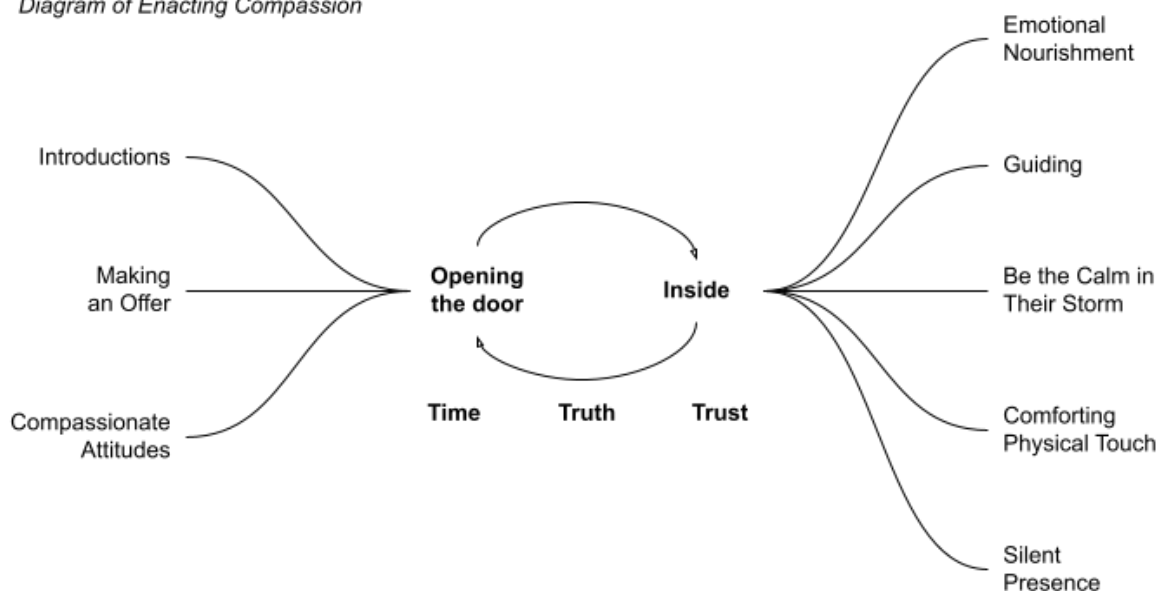 Diagram of Enacting Compassion
Introductions
Making
an Offer
Compassionate
Attitudes
Opening
the door
Inside
Time Truth Trust
Emotional
Nourishment
Guiding
Be the Calm in
Their Storm
Comforting
Physical Touch
Silent
Presence